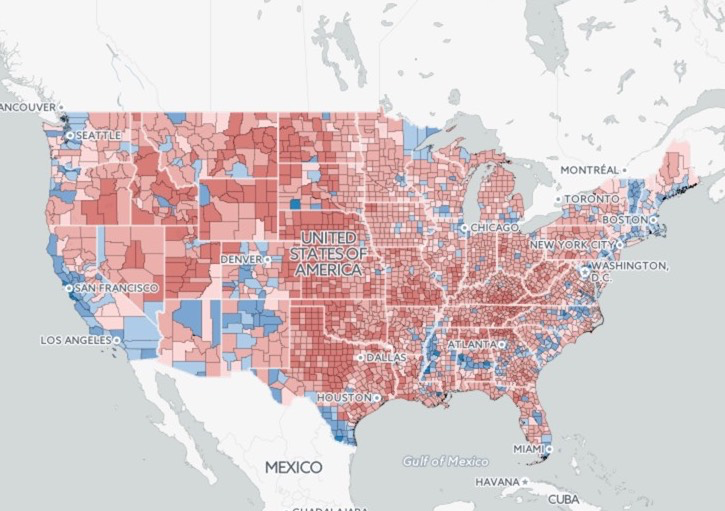 ANCOUVER
SEATTLE
MONTRÉAL
TORONTO
BOSTON
CHICAGO
NEW YORK CITY
UNITED
STATES OF
AMERICA
DENVER
WASHINGTON,
D.C.
SAN FRANCISCO
LOS ANGELES
ATLANTA
DALLAS
HOUSTON
MIAMI
Gulf of Mexico
MEXICO
HAVANA
CUBA
GUADALAJARA